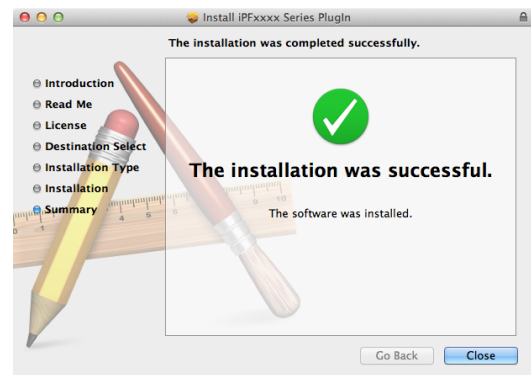 Install iPFxxxx Series PlugIn
The installation was completed successfully.
Introduction
Read Me
License
Destination Select
Installation Type
Installation
Summary
The installation was successful.
The software was installed.
Go Back
Close